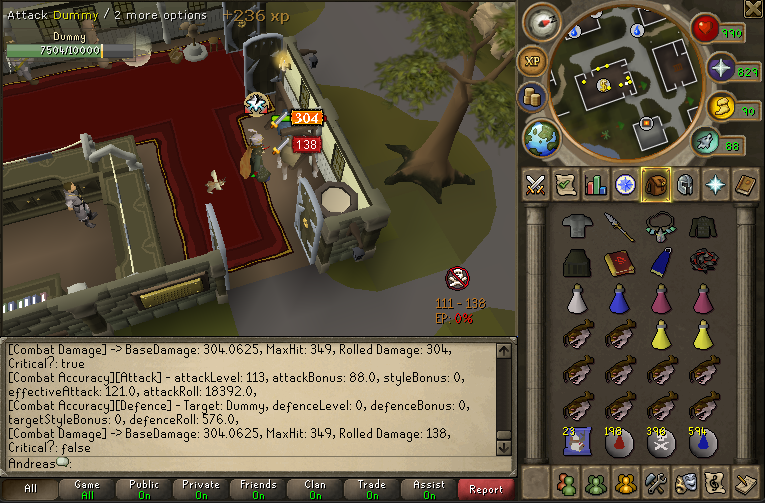 Attack Dummy / 2 more options
+236 xp
Dummy
7504/10000
304
138
111 - 138
EP: 0%
XP
990
829
90
68
23
198
396
594
[Combat Damage] -> BaseDamage: 304.0625, MaxHit: 349, Rolled Damage: 304,
Critical?: true
[Combat Accuracy][Attack] - attackLevel: 113, attackBonus: 88.0, styleBonus: 0,
effectiveAttack: 121.0, attackRoll: 18392.0,
[Combat Accuracy][Defence] - Target: Dummy, defenceLevel: 0, defenceBonus: 0,
targetStyleBonus: 0, defenceRoll: 576.0,
[Combat Damage] -> BaseDamage: 304.0625, MaxHit: 349, Rolled Damage: 138,
Critical?: false
Andreas:
All
Game
All
Public
On
Private
On
Friends
On
Clan
On
Trade
On
Assist
On
Report